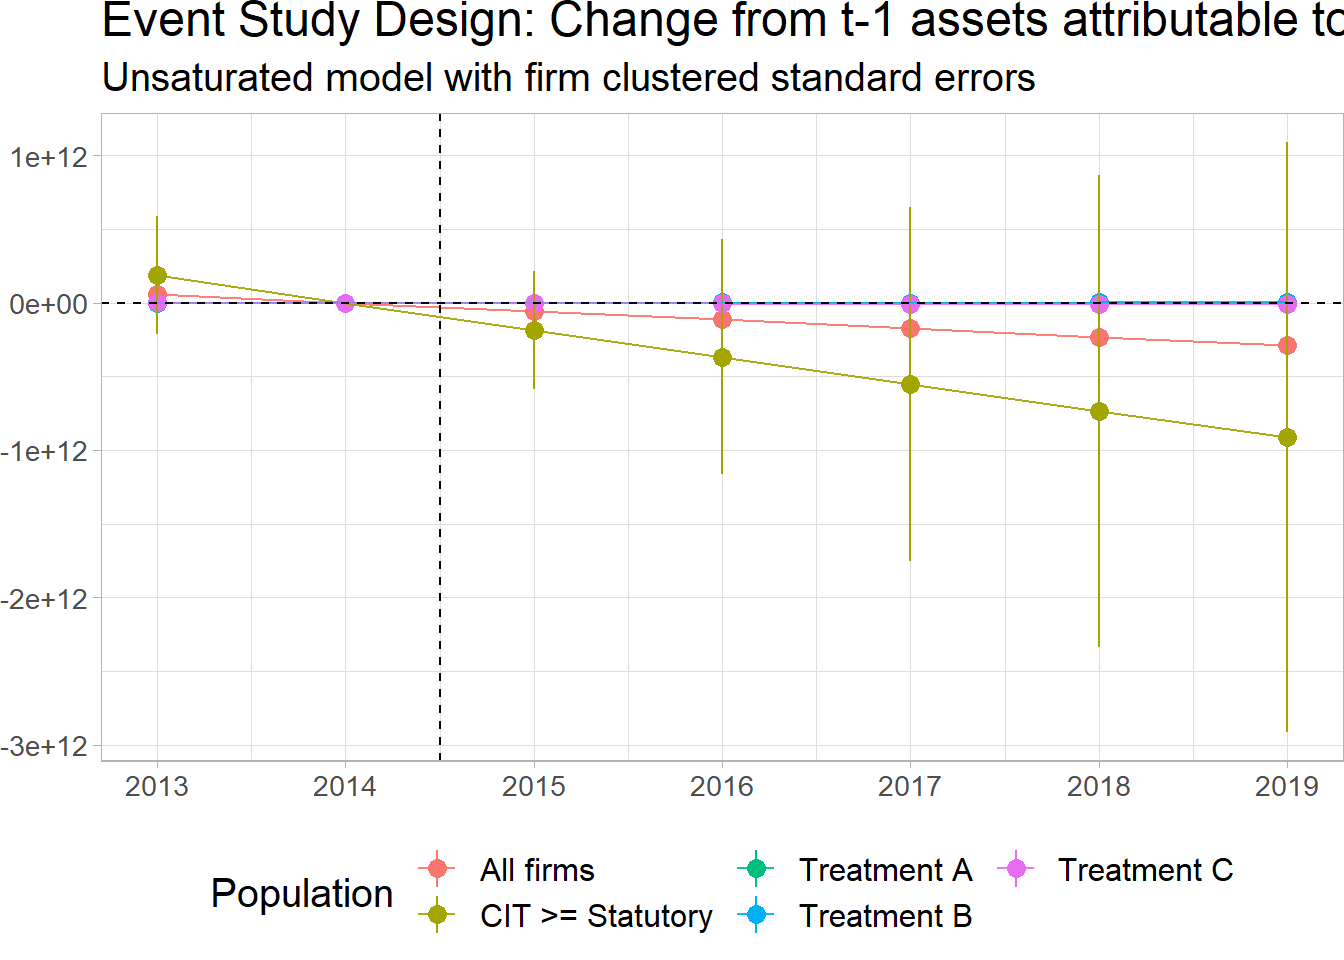 Event Study Design: Change from t-1 assets attributable to
Unsaturated model with firm clustered standard errors
1e+12
0e+00
-1e+12
-2e+12
-3e+12
2013 2014 2015 2016 2017 2018 2019
Population
All firms
CIT >= Statutory
Treatment A
Treatment B
Treatment C